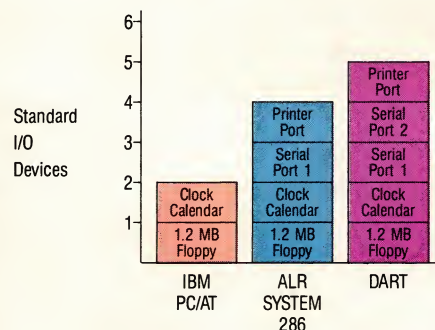 Standard
I/O
Devices
6
5
4
3
2
1
Clock
Calendar
1.2 MB
Floppy
IBM
PC/AT
Printer
Port
Serial
Port 1
Clock
Calendar
1.2 MB
Floppy
ALR
SYSTEM
286
Printer
Port
Serial
Port 2
Serial
Port 1
Clock
Calendar
1.2 MB
Floppy
DART